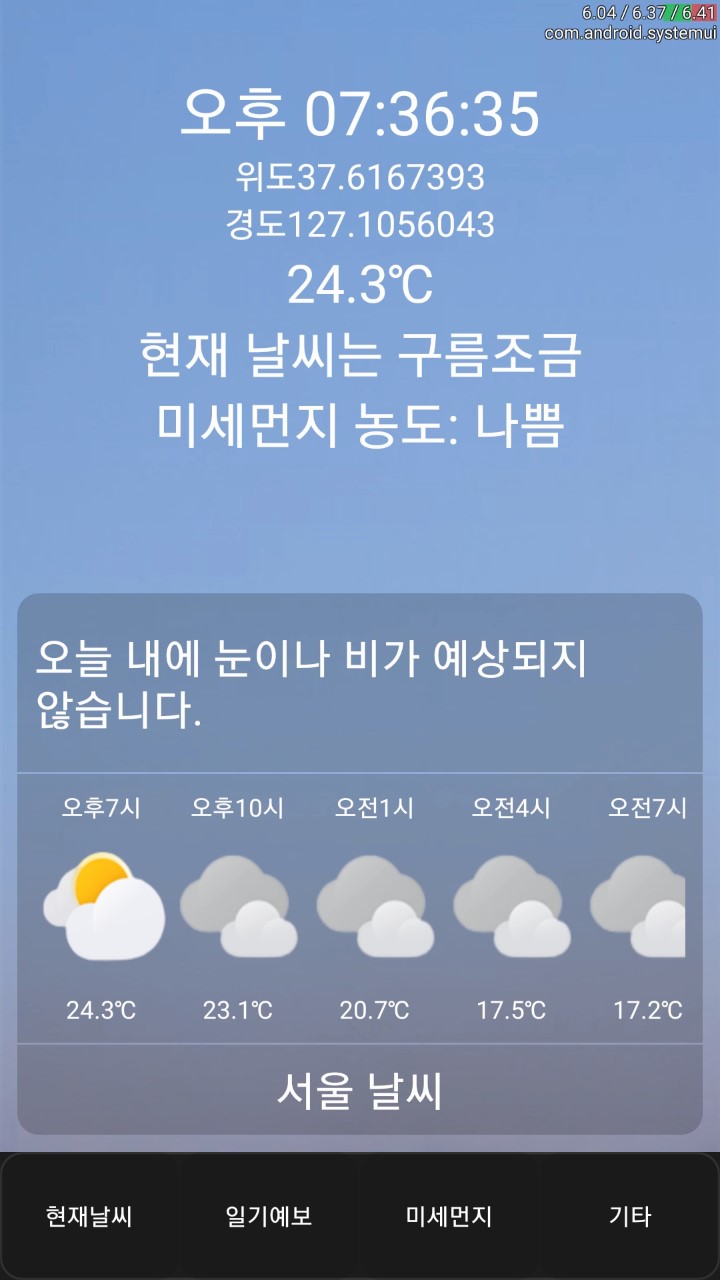 6.04 / 6.37 / 6.41
com.android.systemui
오후 07:36:35
위도37.6167393
경도127.1056043
24.3℃
현재 날씨는 구름조금
미세먼지 농도: 나쁨
오늘 내에 눈이나 비가 예상되지
않습니다.
오후7시 오후10시 오전1시 오전4시 오전7시
24.3℃ 23.1℃ 20.7℃ 17.5℃ 17.2℃
서울 날씨
현재날씨 일기예보 미세먼지 기타